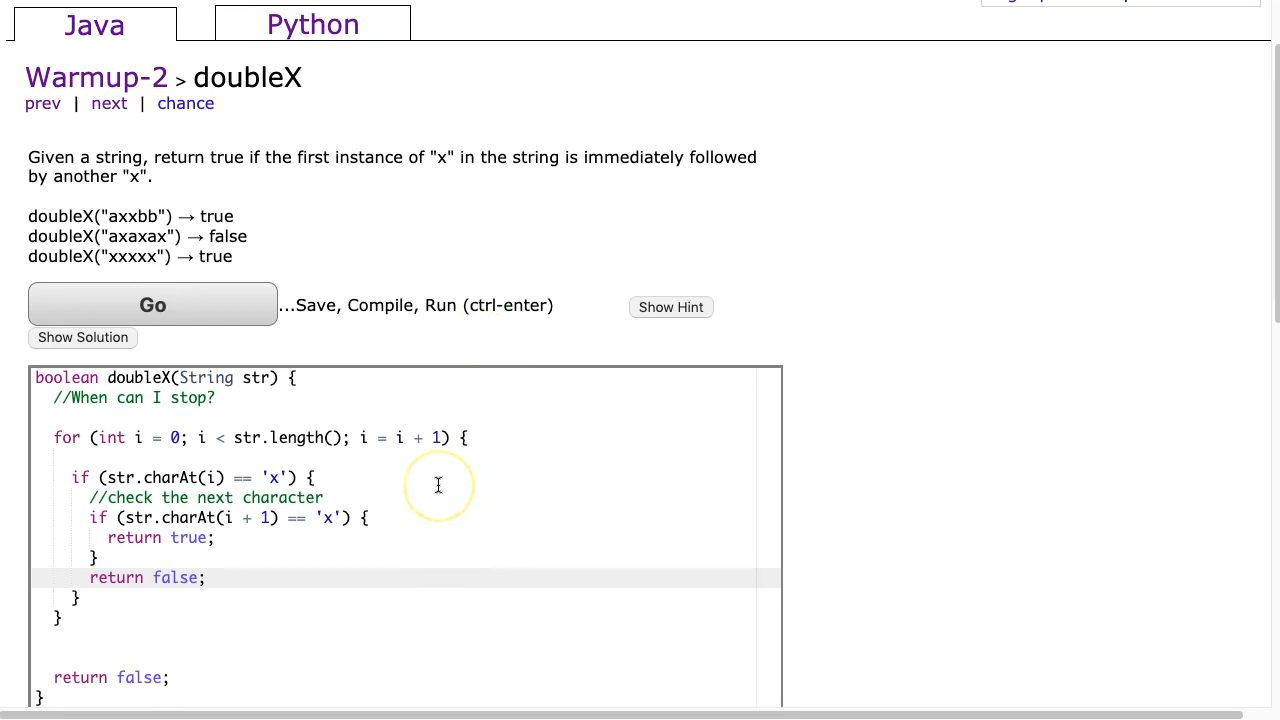 Java
Python
Warmup-2 > doubleX
prev | next | chance
Given a string, return true if the first instance of "x" in the string is immediately followed
by another "x".
doubleX("axxbb") → true
doubleX("axaxax") → false
doubleX("xxxxx") → true
Go ...Save, Compile, Run (ctrl-enter) Show Hint
Show Solution
boolean doubleX(String str) {
//When can I stop?
for (int i = 0; i < str.length(); i = i + 1) {
if (str.charAt(i) == 'x') {
//check the next character
if (str.charAt(i + 1) == 'x') {
return true;
}
return false;
}
}
return false;
}